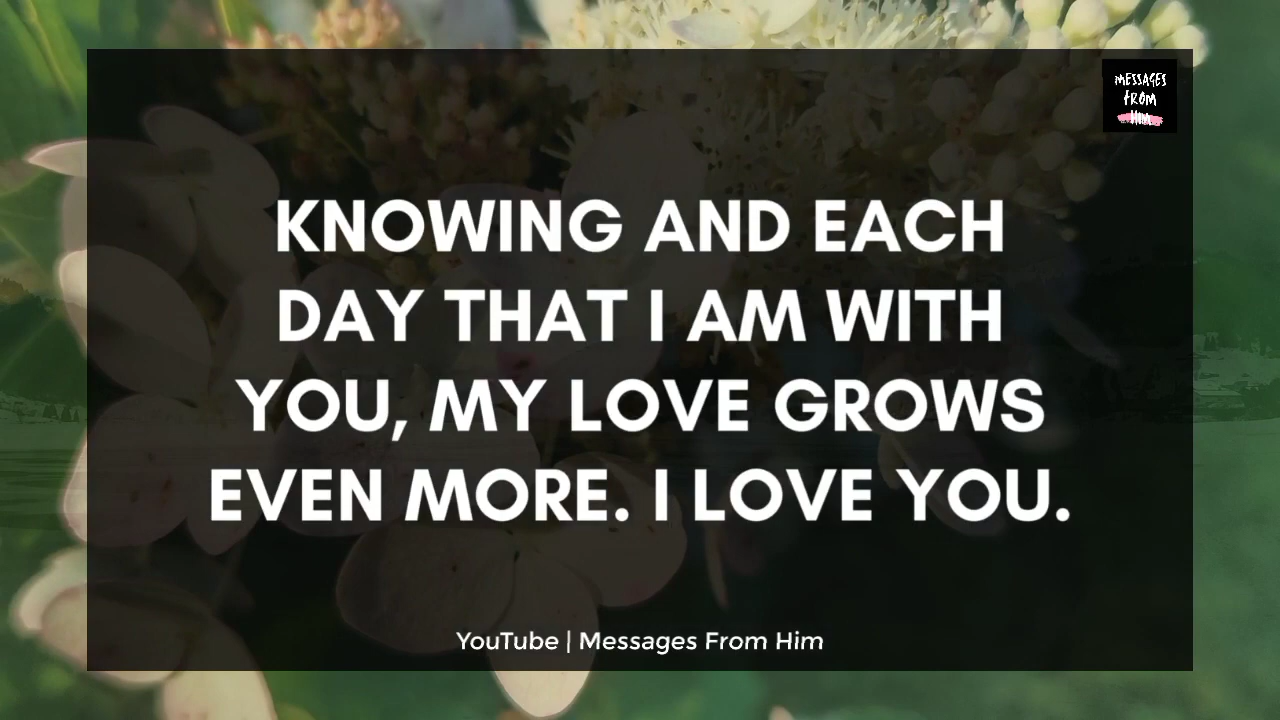 MESSAGES
FROM
HIM
KNOWING AND EACH
DAY THAT I AM WITH
YOU, MY LOVE GROWS
EVEN MORE. I LOVE YOU.
YouTube | Messages From Him